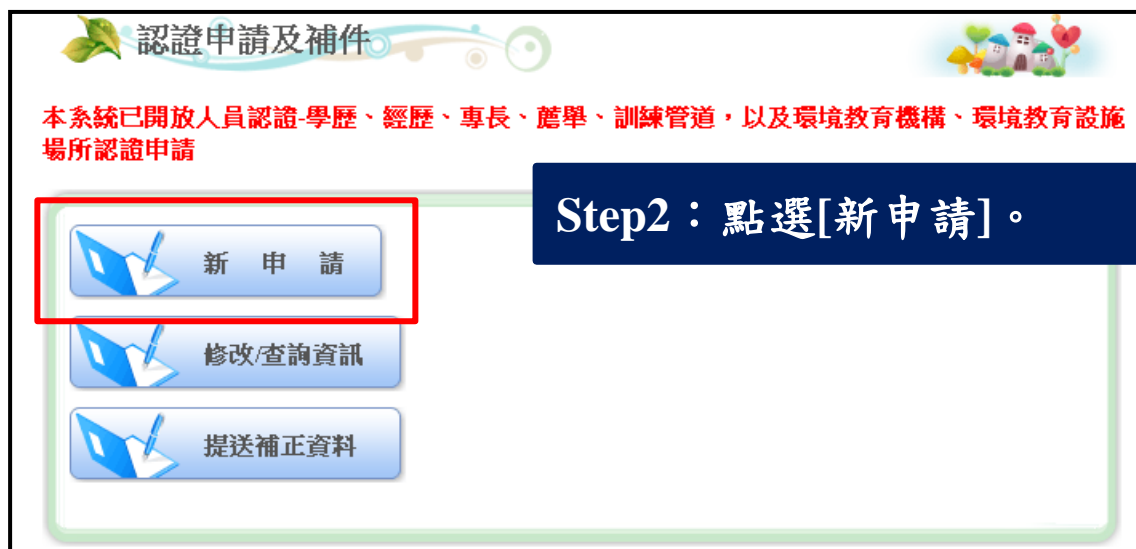 認證申請及補件
本系統已開放人員認證-學歷、經歷、專長、薦舉、訓練管道，以及環境教育機構、環境教育設施
場所認證申請
Step2：點選[新申請]。
新 申 請
修改/查詢資訊
提送補正資料